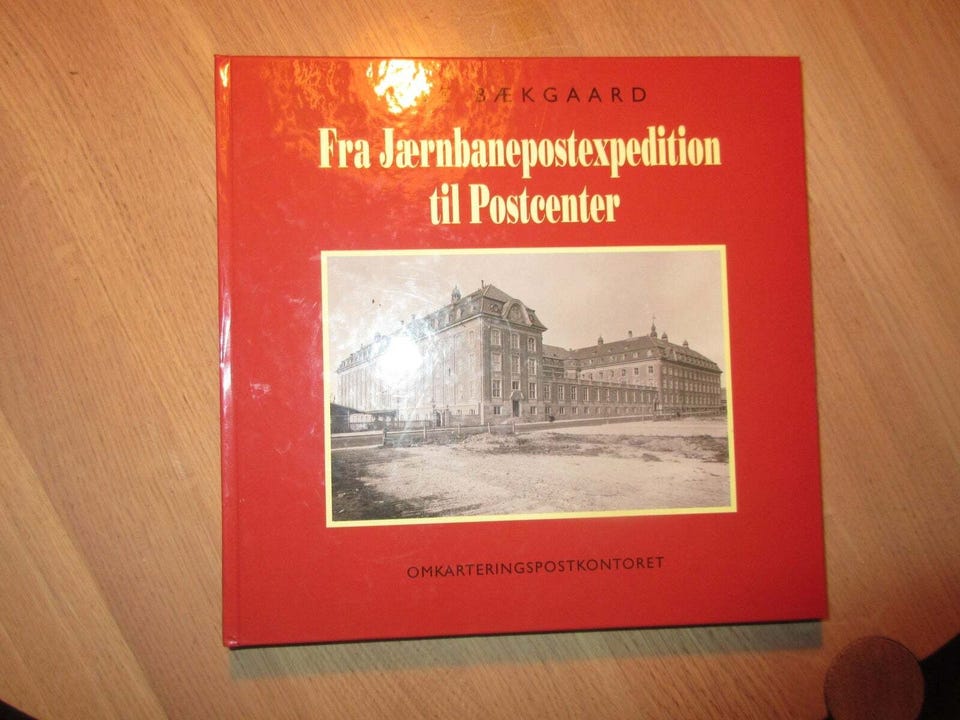 BÆKGAARD
Fra Jærnbanepostexpedition
til Postcenter
OMKARTERINGSPOSTKONTORET